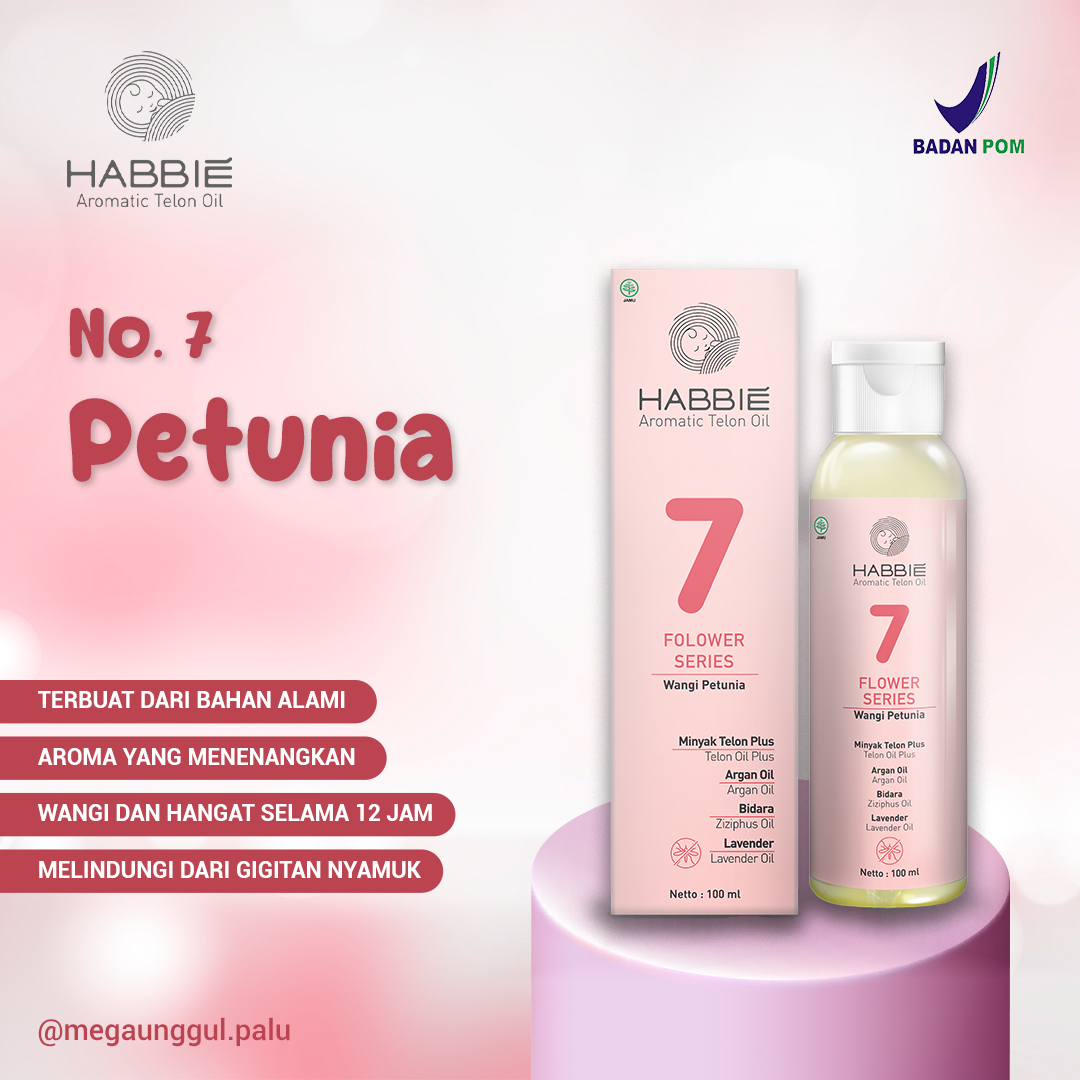 HABBIÉ
Aromatic Telon Oil
BADAN POM
No. 7
Petunia
TERBUAT DARI BAHAN ALAMI
AROMA YANG MENENANGKAN
WANGI DAN HANGAT SELAMA 12 JAM
MELINDUNGI DARI GIGITAN NYAMUK
@megaunggul.palu
JAMU
HABBIÉ
Aromatic Telon Oil
7
FOLOWER
SERIES
Wangi Petunia
Minyak Telon Plus
Telon Oil Plus
Argan Oil
Argan Oil
Bidara
Ziziphus Oil
Lavender
Lavender Oil
Netto : 100 ml
JAMU
HABBIÉ
Aromatic Telon Oil
7
FLOWER
SERIES
Wangi Petunia
Minyak Telon Plus
Telon Oil Plus
Argan Oil
Argan Oil
Bidara
Ziziphus Oil
Lavender
Lavender Oil
Netto : 100 ml